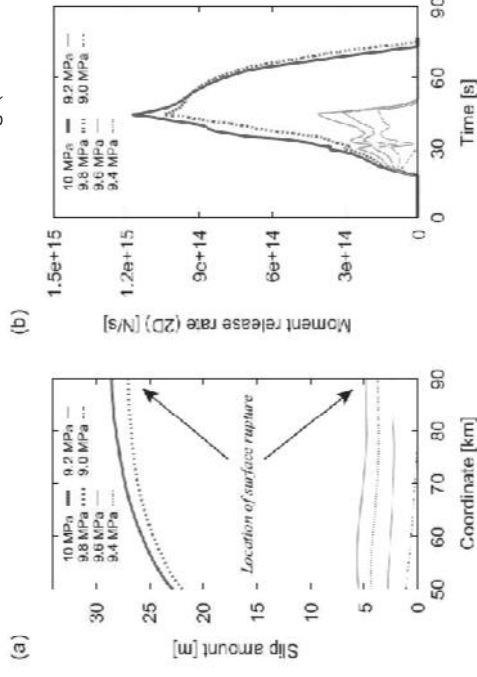 (a)
Slip amount [m]
30
25
20
15
10
5
0
10 MPa 9.2 MPa
9.8 MPa 9.0 MPa
9.6 MPa
9.4 MPa
Location of surface rupture
50 60 70 80 90
Coordinate [km]
(b)
Moment release rate (2D) [N/s]
1.5e+15
1.2e+15
9e+14
6e+14
3e+14
0
10 MPa 9.2 MPa
9.8 MPa 9.0 MPa
9.6 MPa
9.4 MPa
0 30 60 90
Time [s]